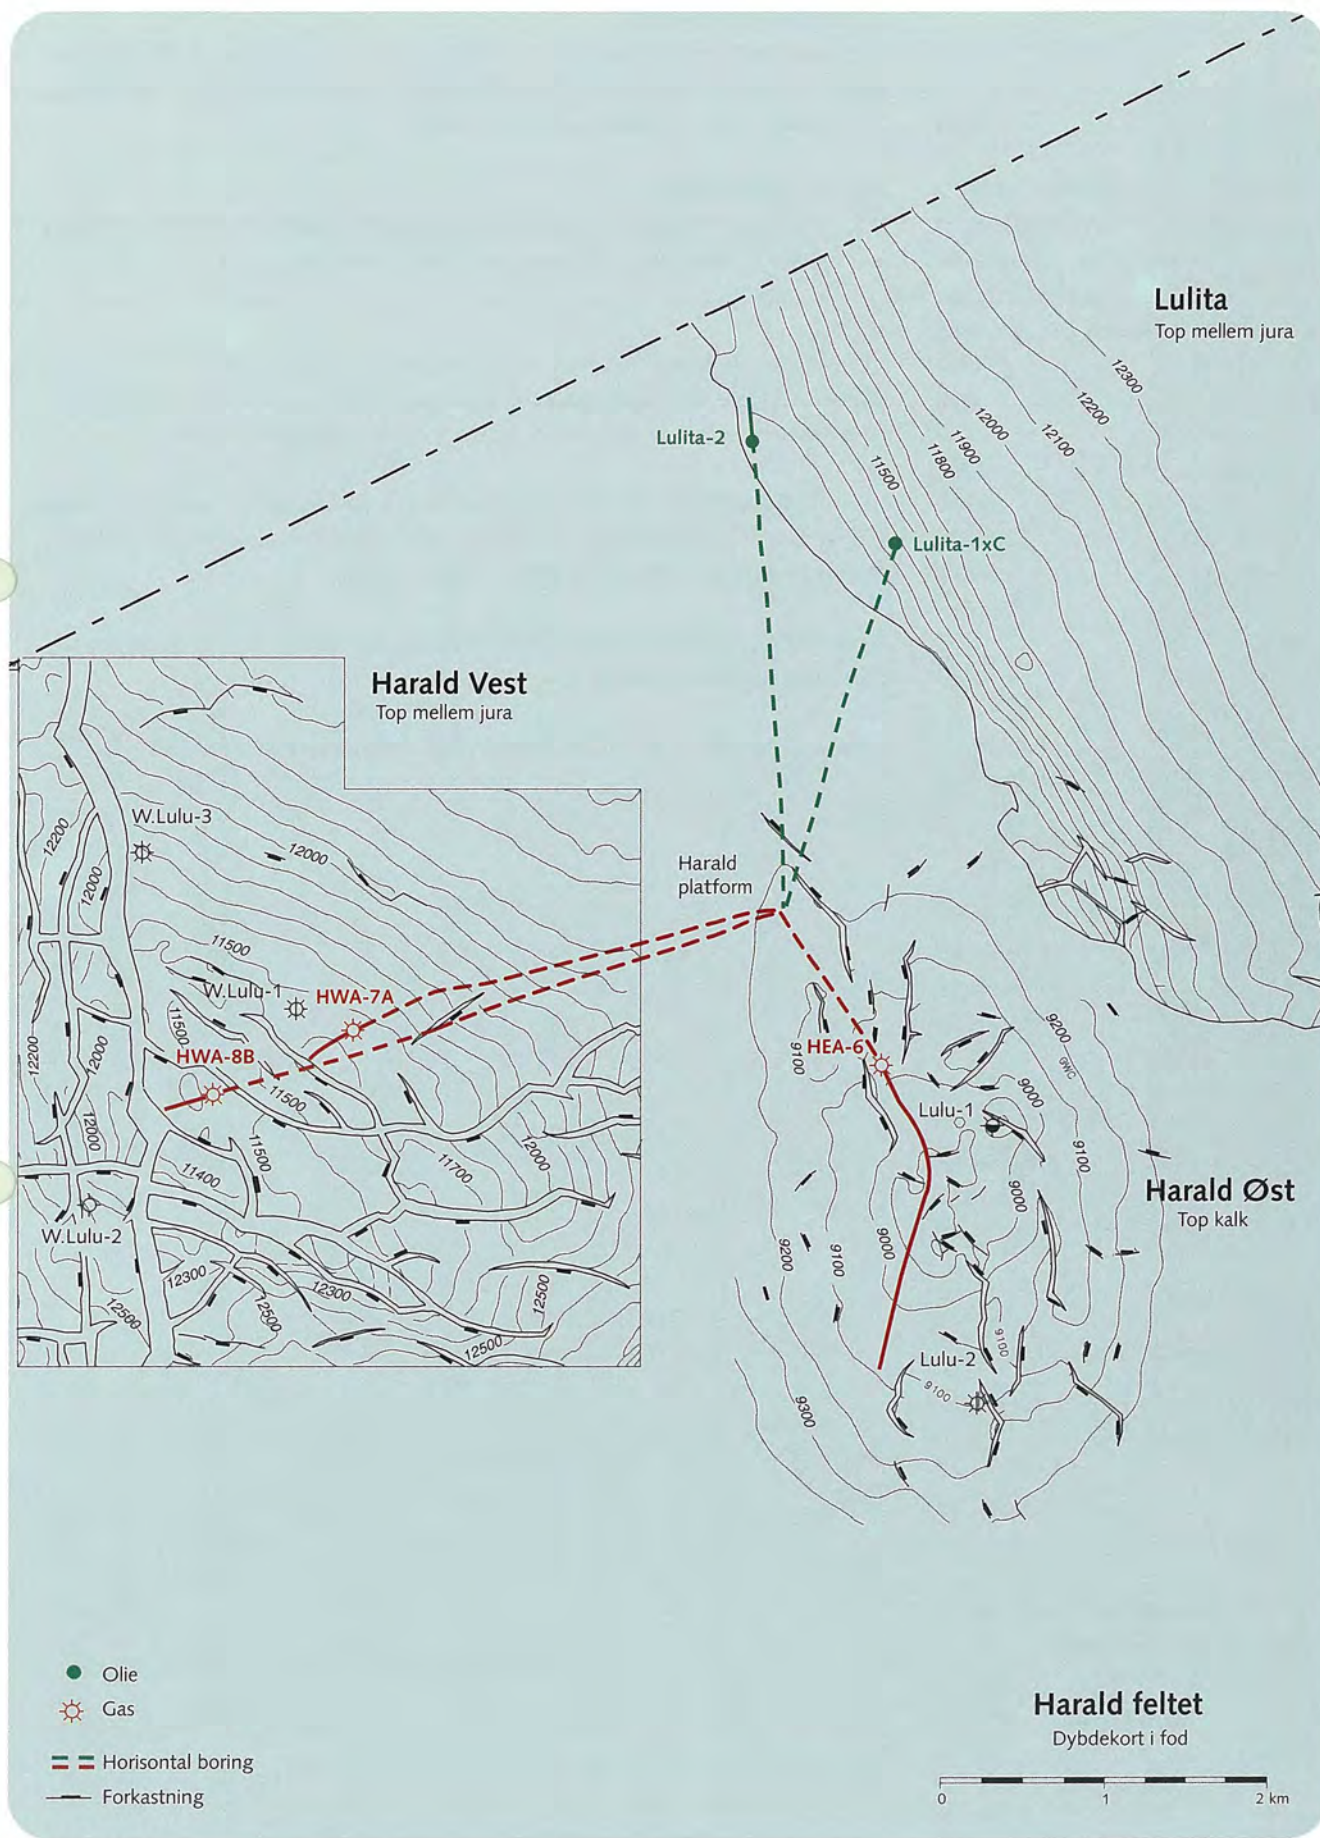 Lulita
Top mellem jura
12300
12200
12100
12000
11900
11800
11500
Lulita-2
Lulita-1xC
Harald Vest
Top mellem jura
W.Lulu-3
12200
12000
12000
11500
W.Lulu-1
HWA-7A
11500
HWA-8B
12200
12000
11500
12000
11500
11400
11700
12000
W.Lulu-2
12300
12300
12500
12500
12500
12500
Harald
platform
9200
GWC
9100
HEA-6
9000
Lulu-1
9100
9000
Harald Øst
Top kalk
9200
9100
9000
9100
Lulu-2
9100
9300
Olie
Gas
Horisontal boring
Forkastning
Harald feltet
Dybdekort i fod
0 1 2 km